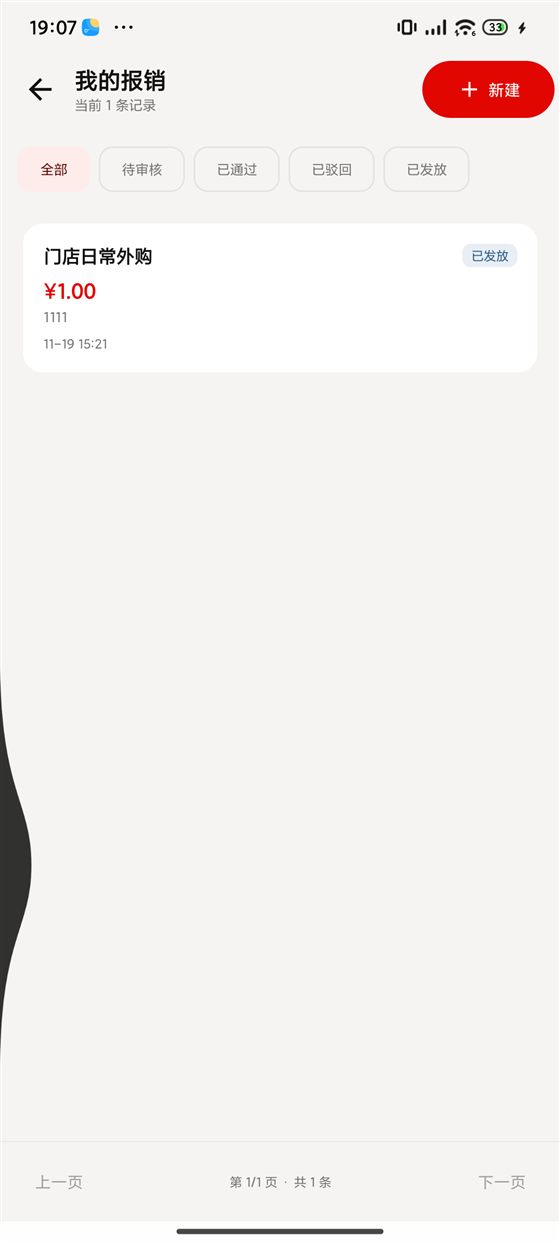 19:07 ... 33
我的报销
当前 1 条记录
+ 新建
全部 待审核 已通过 已驳回 已发放
门店日常外购 已发放
¥1.00
1111
11-19 15:21
上一页 第 1/1 页 · 共 1 条 下一页